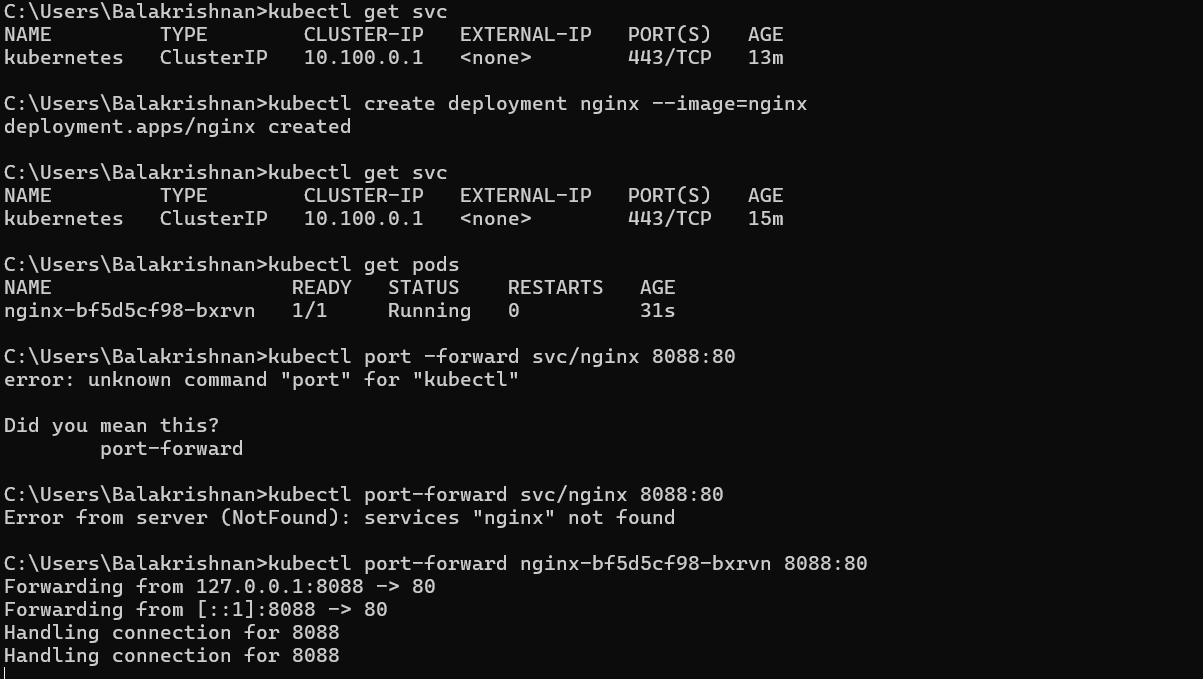 C:\Users\Balakrishnan>kubectl get svc
NAME         TYPE        CLUSTER-IP   EXTERNAL-IP   PORT(S)   AGE
kubernetes   ClusterIP   10.100.0.1   <none>        443/TCP   13m
C:\Users\Balakrishnan>kubectl create deployment nginx --image=nginx
deployment.apps/nginx created
C:\Users\Balakrishnan>kubectl get svc
NAME         TYPE        CLUSTER-IP   EXTERNAL-IP   PORT(S)   AGE
kubernetes   ClusterIP   10.100.0.1   <none>        443/TCP   15m
C:\Users\Balakrishnan>kubectl get pods
NAME                    READY   STATUS    RESTARTS   AGE
nginx-bf5d5cf98-bxrvn   1/1     Running   0          31s
C:\Users\Balakrishnan>kubectl port -forward svc/nginx 8088:80
error: unknown command "port" for "kubectl"
Did you mean this?
        port-forward
C:\Users\Balakrishnan>kubectl port-forward svc/nginx 8088:80
Error from server (NotFound): services "nginx" not found
C:\Users\Balakrishnan>kubectl port-forward nginx-bf5d5cf98-bxrvn 8088:80
Forwarding from 127.0.0.1:8088 -> 80
Forwarding from [::1]:8088 -> 80
Handling connection for 8088
Handling connection for 8088